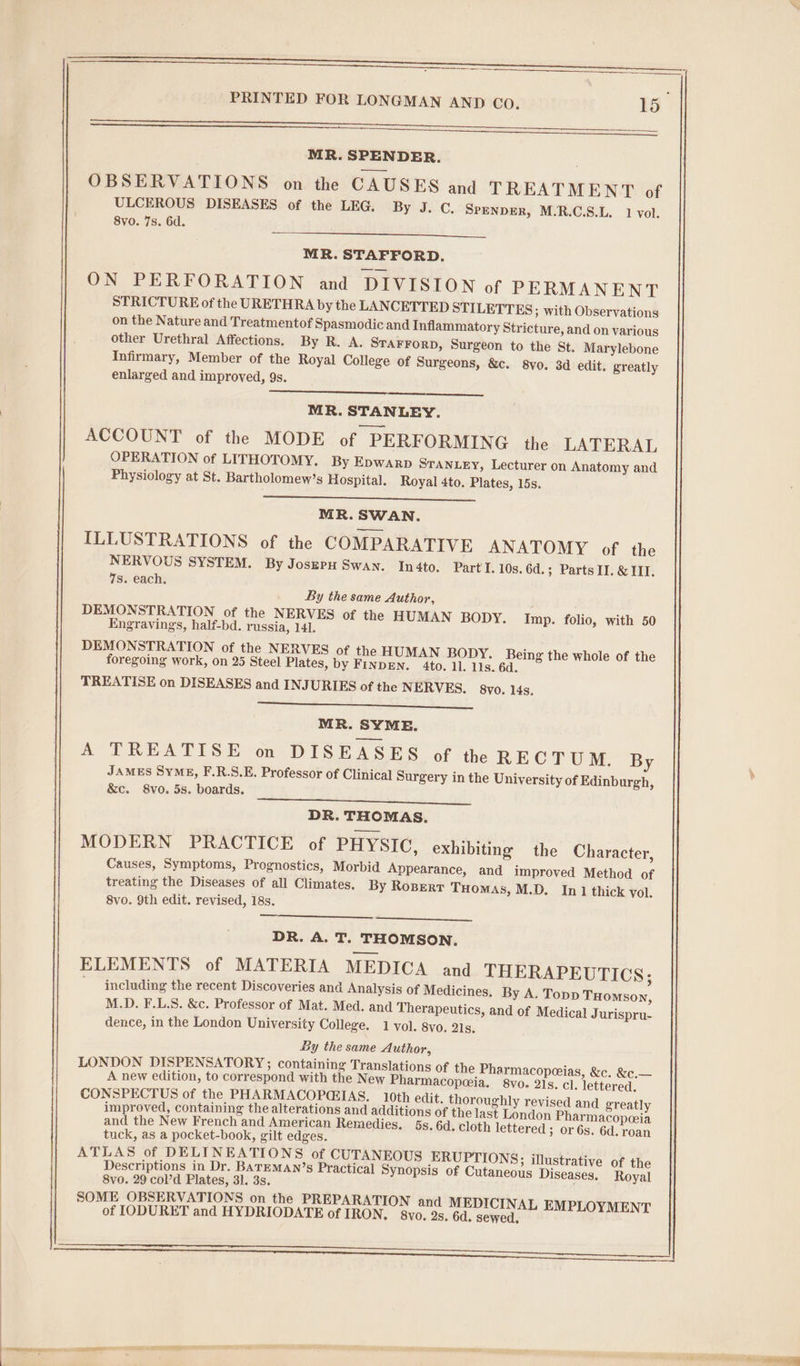 PRINTED FOR LONGMAN AND CO. 15
MR. SPENDER.
OBSERVATIONS on the CAUSES and TREATMENT of
ULCEROUS DISEASES of the LEG. By J. C. SPENDER, M.R.C.S.L. 1 vol.
8vo. 7s. 6d.
MR. STAFFORD.
ON PERFORATION and DIVISION of PERMANENT
STRICTURE of the URETHRA by the LANCETTED STILETTES; with Observations
on the Nature and Treatmentof Spasmodic and Inflammatory Stricture, and on various
other Urethral Affections. By R. A. STAFFORD, Surgeon to the St. Marylebone
Infirmary, Member of the Royal College of Surgeons, &c. 8vo. 3d edit. greatly
enlarged and improved, 9s.
MR. STANLEY.
ACCOUNT of the MODE of PERFORMING the LATERAL
OPERATION of LITHOTOMY. By EDWARD STANLEY, Lecturer on Anatomy and
Physiology at St. Bartholomew's Hospital. Royal 4to. Plates, 15s.
MR. SWAN.
ILLUSTRATIONS of the COMPARATIVE ANATOMY of the
NERVOUS SYSTEM. By JOSEPH SWAN. In 4to. Part I. 10s. 6d.; Parts II. & III.
7s. each.
By the same Author,
DEMONSTRATION of the NERVES of the HUMAN BODY. Imp. folio, with 50
Engravings, half-bd. russia, 14l.
DEMONSTRATION of the NERVES of the HUMAN BODY. Being the whole of the
foregoing work, on 25 Steel Plates, by FINDEN. 4to. 1l. 11s. 6d.
TREATISE on DISEASES and INJURIES of the NERVES. 8vo. 14s.
MR. SYME.
A TREATISE on DISEASES of the RECTUM. By
JAMES SYME, F.R.S.E. Professor of Clinical Surgery in the University of Edinburgh,
&c. 8vo. 5s. boards.
DR. THOMAS.
MODERN PRACTICE of PHYSIC, exhibiting the Character,
Causes, Symptoms, Prognostics, Morbid Appearance, and improved Method of
treating the Diseases of all Climates. By ROBERT THOMAS, M.D. In 1 thick vol.
8vo. 9th edit. revised, 18s.
DR. A. T. THOMSON.
ELEMENTS of MATERIA MEDICA and THERAPEUTICS;
including the recent Discoveries and Analysis of Medicines. By A. TODD THOMSON,
M.D. F.L.S. &c. Professor of Mat. Med. and Therapeutics, and of Medical Jurispru-
dence, in the London University College. 1 vol. 8vo. 21s.
By the same Author,
LONDON DISPENSATORY; containing Translations of the Pharmacopœias, &c. &c.—
A new edition, to correspond with the New Pharmacopœia. 8vo. 21s. cl. lettered.
CONSPECTUS of the PHARMACOPŒIAS. 10th edit. thoroughly revised and greatly
improved, containing the alterations and additions of the last London Pharmacopœia
and the New French and American Remedies. 5s. 6d. cloth lettered; or 6s. 6d. roan
tuck, as a pocket-book, gilt edges.
ATLAS of DELINEATIONS of CUTANEOUS ERUPTIONS; illustrative of the
Descriptions in Dr. BATEMAN'S Practical Synopsis of Cutaneous Diseases. Royal
8vo. 29 col'd Plates, 3l. 3s.
SOME OBSERVATIONS on the PREPARATION and MEDICINAL EMPLOYMENT
of IODURET and HYDRIODATE of IRON. 8vo. 2s. 6d. sewed.